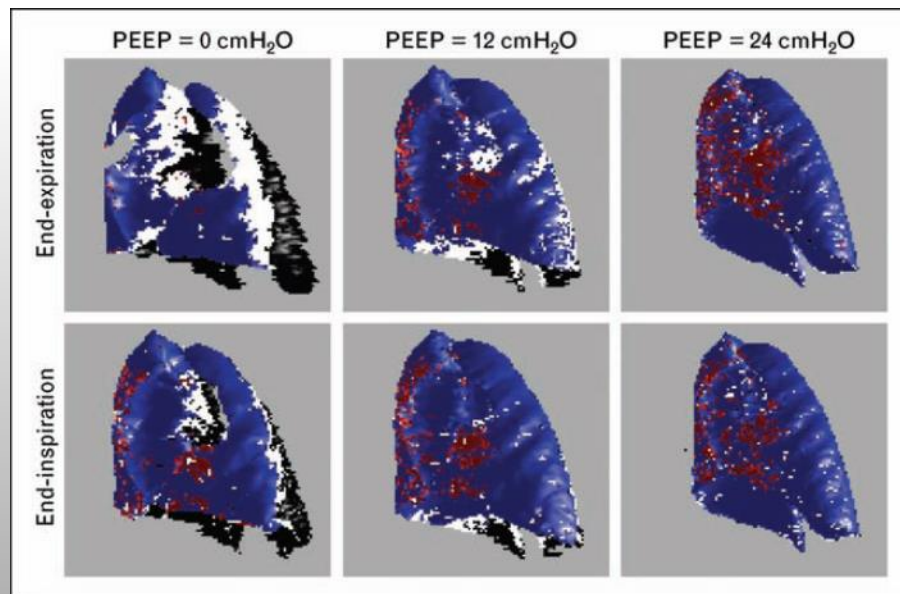 PEEP = 0 cmH₂O
PEEP = 12 cmH₂O
PEEP = 24 cmH₂O
End-expiration
End-inspiration